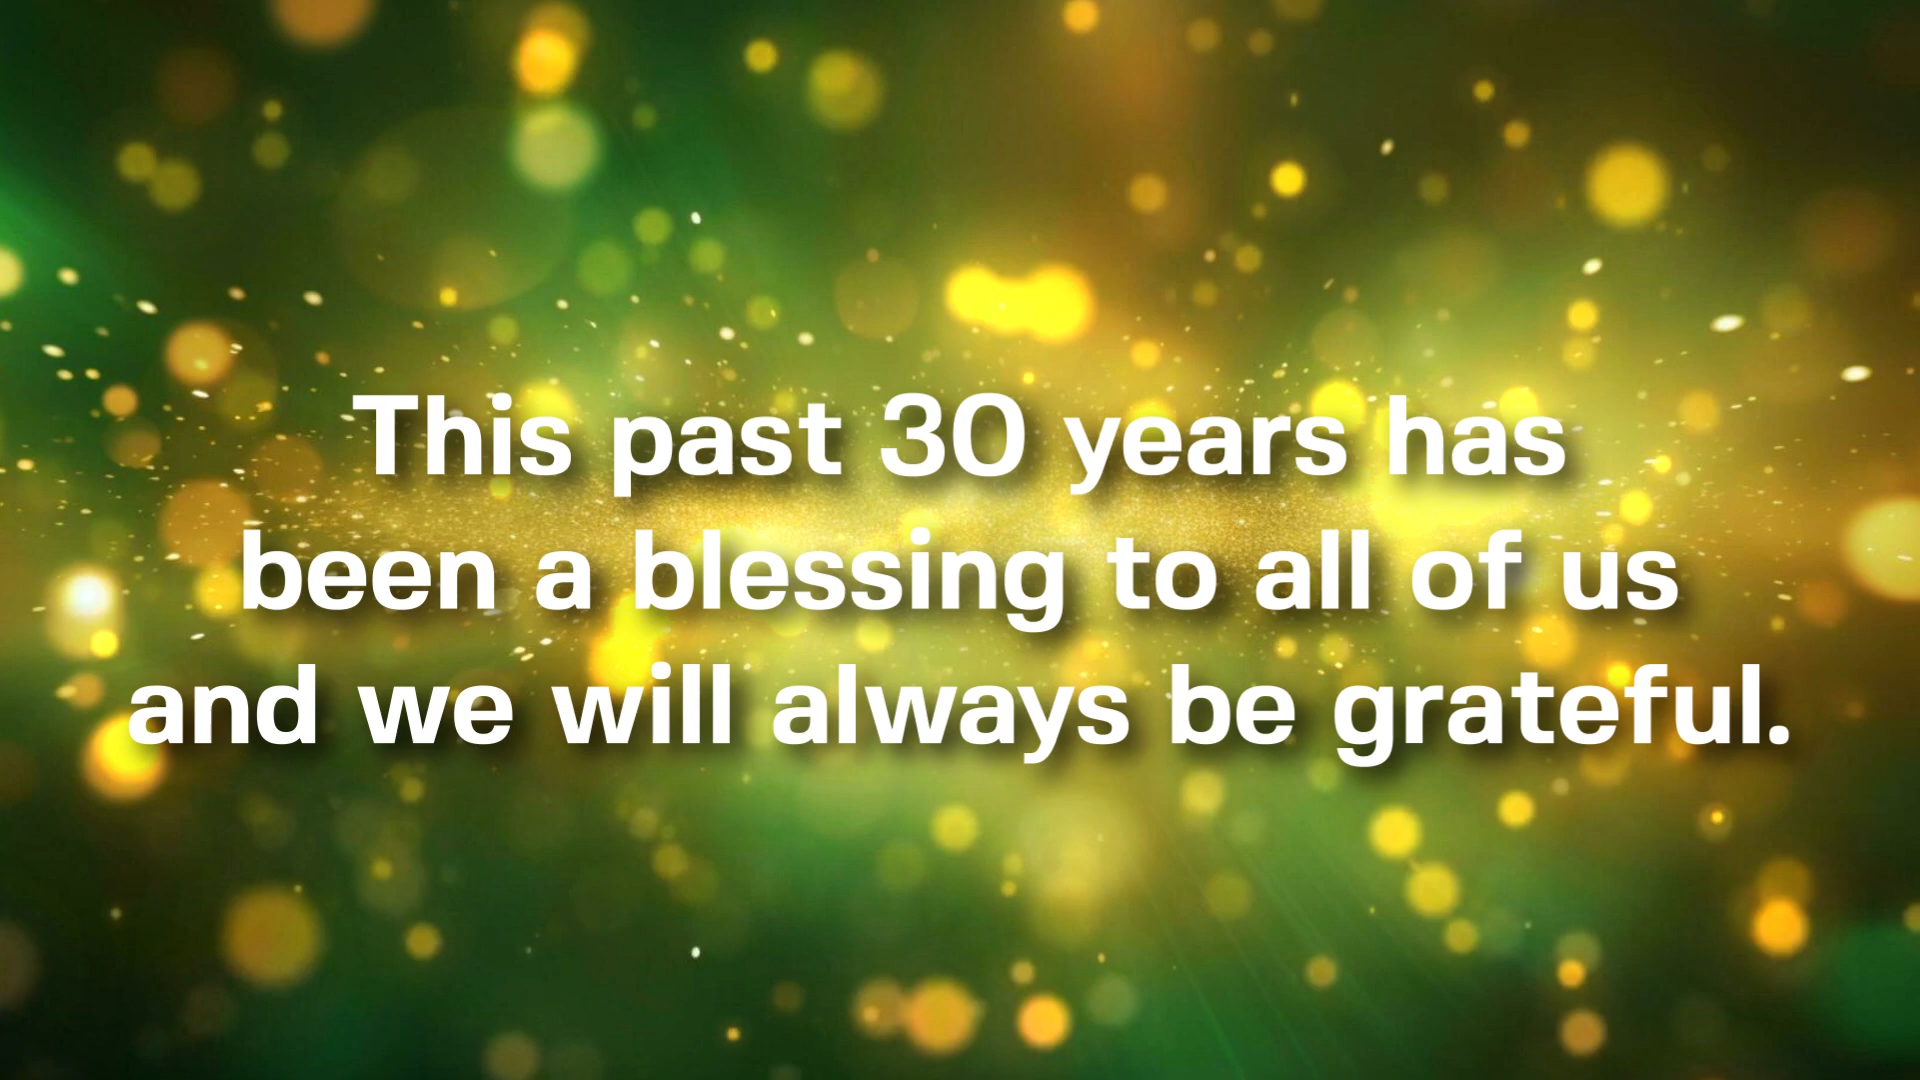 This past 30 years has
been a blessing to all of us
and we will always be grateful.